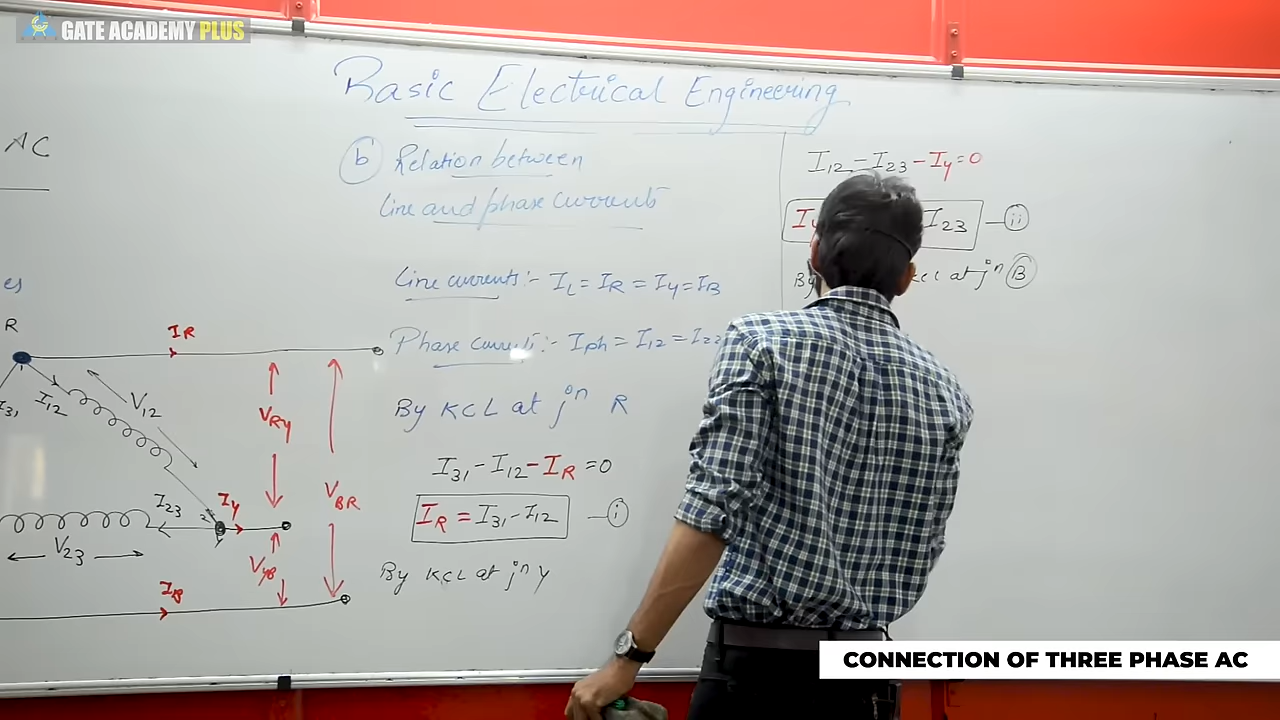 GATE ACADEMY PLUS
Basic Electrical Engineering
AC
(b) Relation between
Line and phase currents
Line currents :- IL = IR = IY = IB
Phase currents :- Iph = I12 = I23
By KCL at jn R
I31 - I12 - IR = 0
IR = I31 - I12 — (i)
By KCL at jn Y
I12 - I23 - IY = 0
I23 — (ii)
By KCL at jn (B)
es
R
IR
I31
I12
V12
VRY
VBR
I23
IY
2
Y
V23
VYB
IB
CONNECTION OF THREE PHASE AC